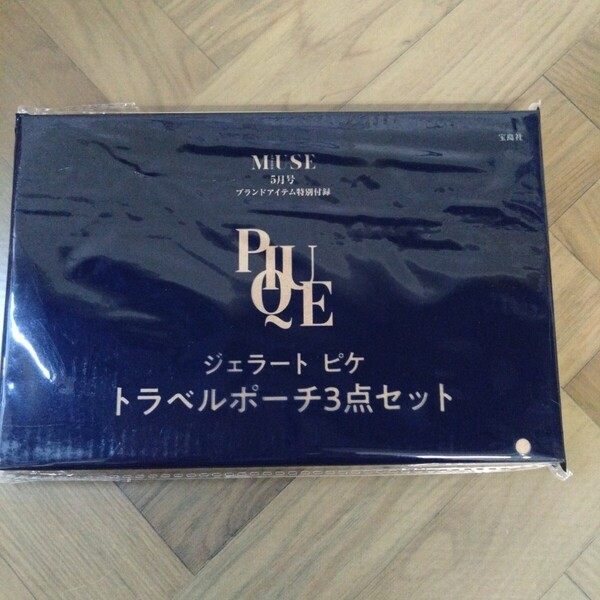 宝島社
MUSE
5月号
ブランドアイテム特別付録
PIQUE
ジェラート ピケ
トラベルポーチ3点セット